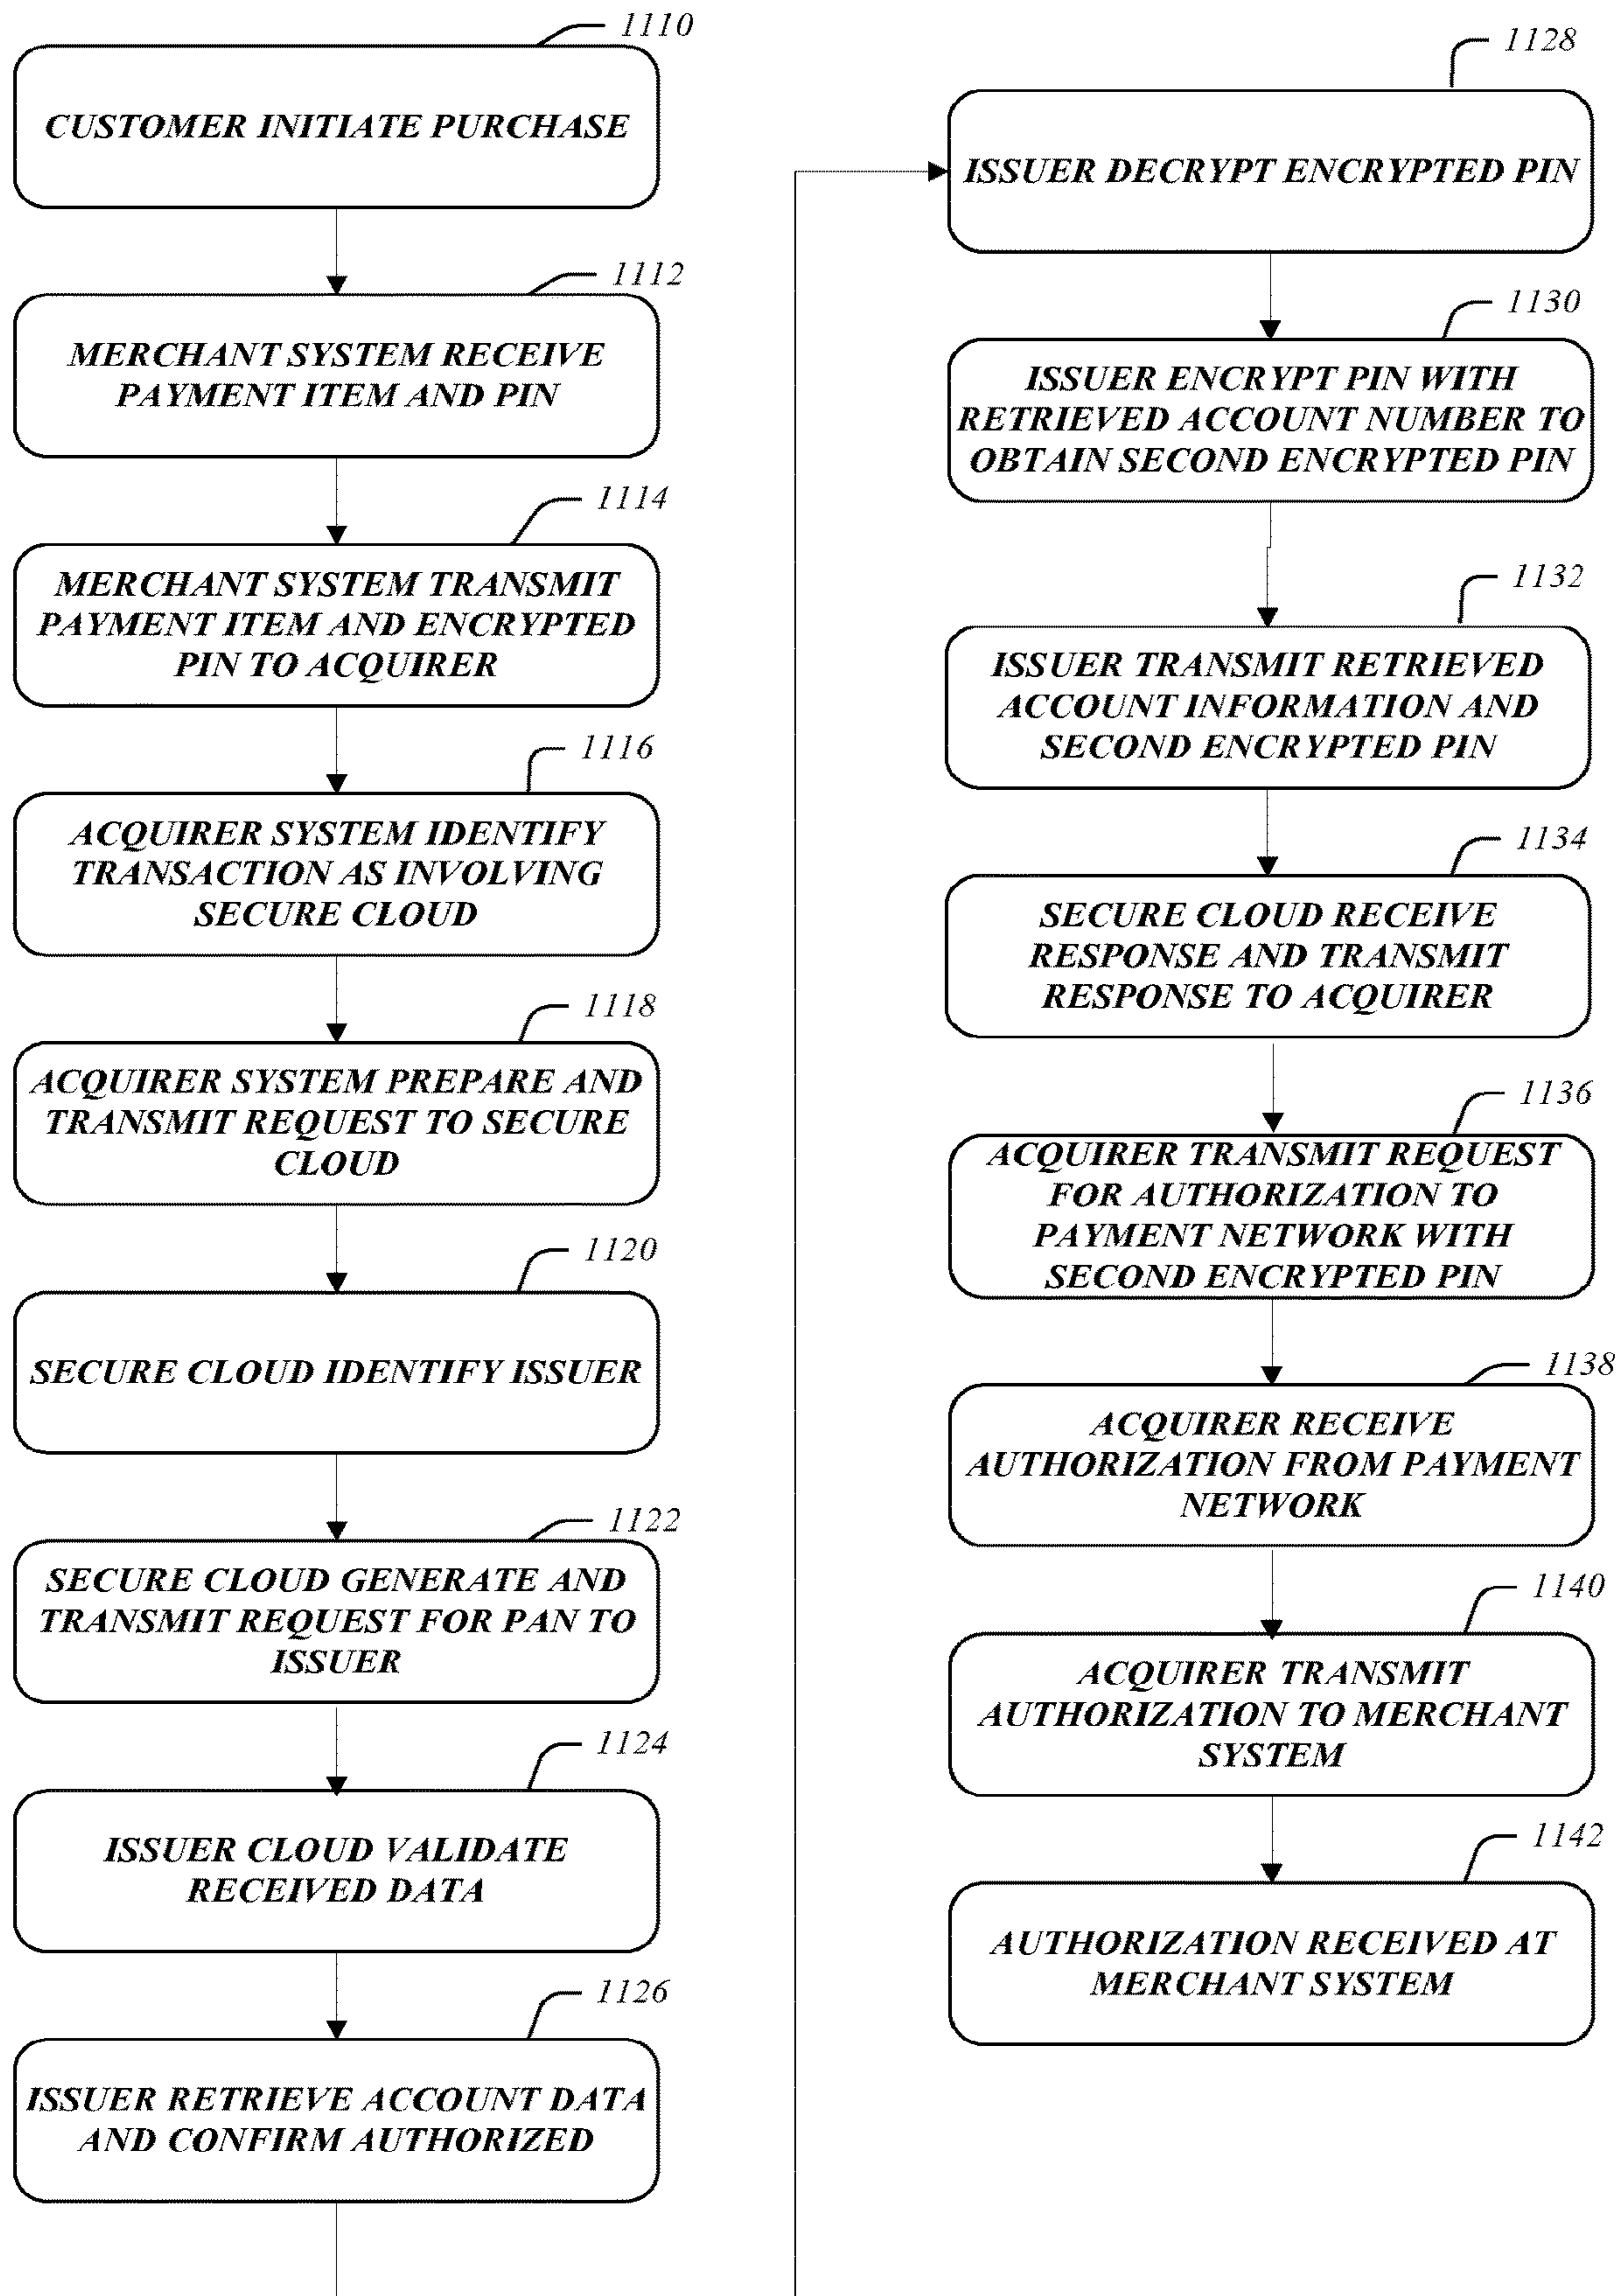 1110
CUSTOMER INITIATE PURCHASE
1112
MERCHANT SYSTEM RECEIVE
PAYMENT ITEM AND PIN
1114
MERCHANT SYSTEM TRANSMIT
PAYMENT ITEM AND ENCRYPTED
PIN TO ACQUIRER
1116
ACQUIRER SYSTEM IDENTIFY
TRANSACTION AS INVOLVING
SECURE CLOUD
1118
ACQUIRER SYSTEM PREPARE AND
TRANSMIT REQUEST TO SECURE
CLOUD
1120
SECURE CLOUD IDENTIFY ISSUER
1122
SECURE CLOUD GENERATE AND
TRANSMIT REQUEST FOR PAN TO
ISSUER
1124
ISSUER CLOUD VALIDATE
RECEIVED DATA
1126
ISSUER RETRIEVE ACCOUNT DATA
AND CONFIRM AUTHORIZED
1128
ISSUER DECRYPT ENCRYPTED PIN
1130
ISSUER ENCRYPT PIN WITH
RETRIEVED ACCOUNT NUMBER TO
OBTAIN SECOND ENCRYPTED PIN
1132
ISSUER TRANSMIT RETRIEVED
ACCOUNT INFORMATION AND
SECOND ENCRYPTED PIN
1134
SECURE CLOUD RECEIVE
RESPONSE AND TRANSMIT
RESPONSE TO ACQUIRER
1136
ACQUIRER TRANSMIT REQUEST
FOR AUTHORIZATION TO
PAYMENT NETWORK WITH
SECOND ENCRYPTED PIN
1138
ACQUIRER RECEIVE
AUTHORIZATION FROM PAYMENT
NETWORK
1140
ACQUIRER TRANSMIT
AUTHORIZATION TO MERCHANT
SYSTEM
1142
AUTHORIZATION RECEIVED AT
MERCHANT SYSTEM